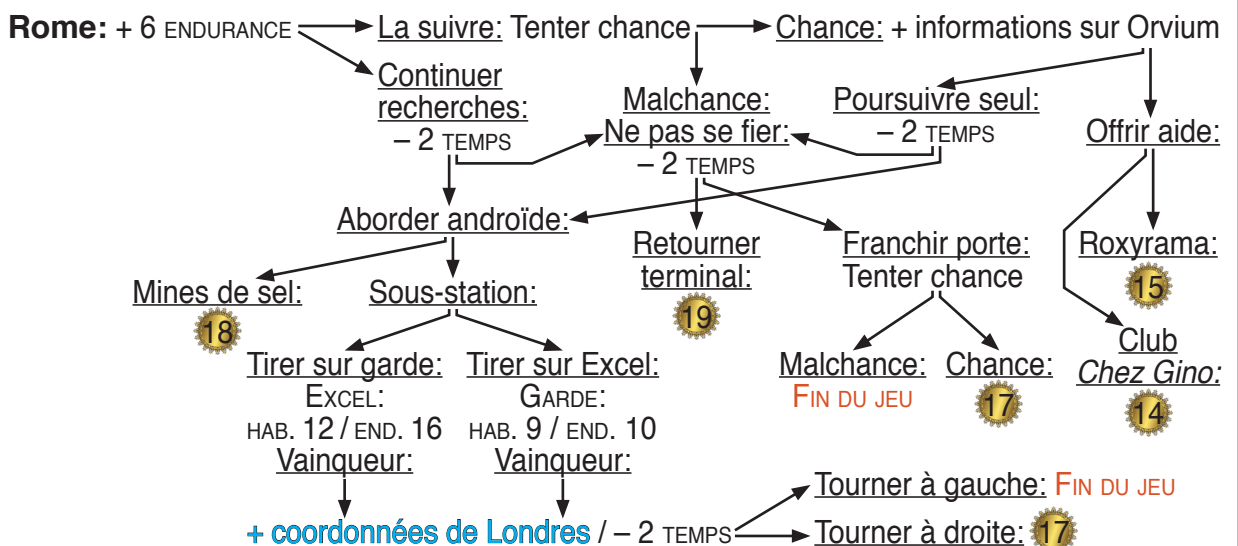 Rome: + 6 ENDURANCE La suivre: Tenter chance Chance: + informations sur Orvium
Continuer
recherches:
– 2 TEMPS
Malchance:
Ne pas se fier:
– 2 TEMPS
Poursuivre seul:
– 2 TEMPS
Offrir aide:
Aborder androïde:
Retourner
terminal:
19
Franchir porte:
Tenter chance
Roxyrama:
15
Mines de sel:
18
Sous-station:
Tirer sur garde:
EXCEL:
HAB. 12 / END. 16
Vainqueur:
Tirer sur Excel:
GARDE:
HAB. 9 / END. 10
Vainqueur:
Malchance:
FIN DU JEU
Chance:
17
Club
Chez Gino:
14
+ coordonnées de Londres / – 2 TEMPS
Tourner à gauche: FIN DU JEU
Tourner à droite: 17